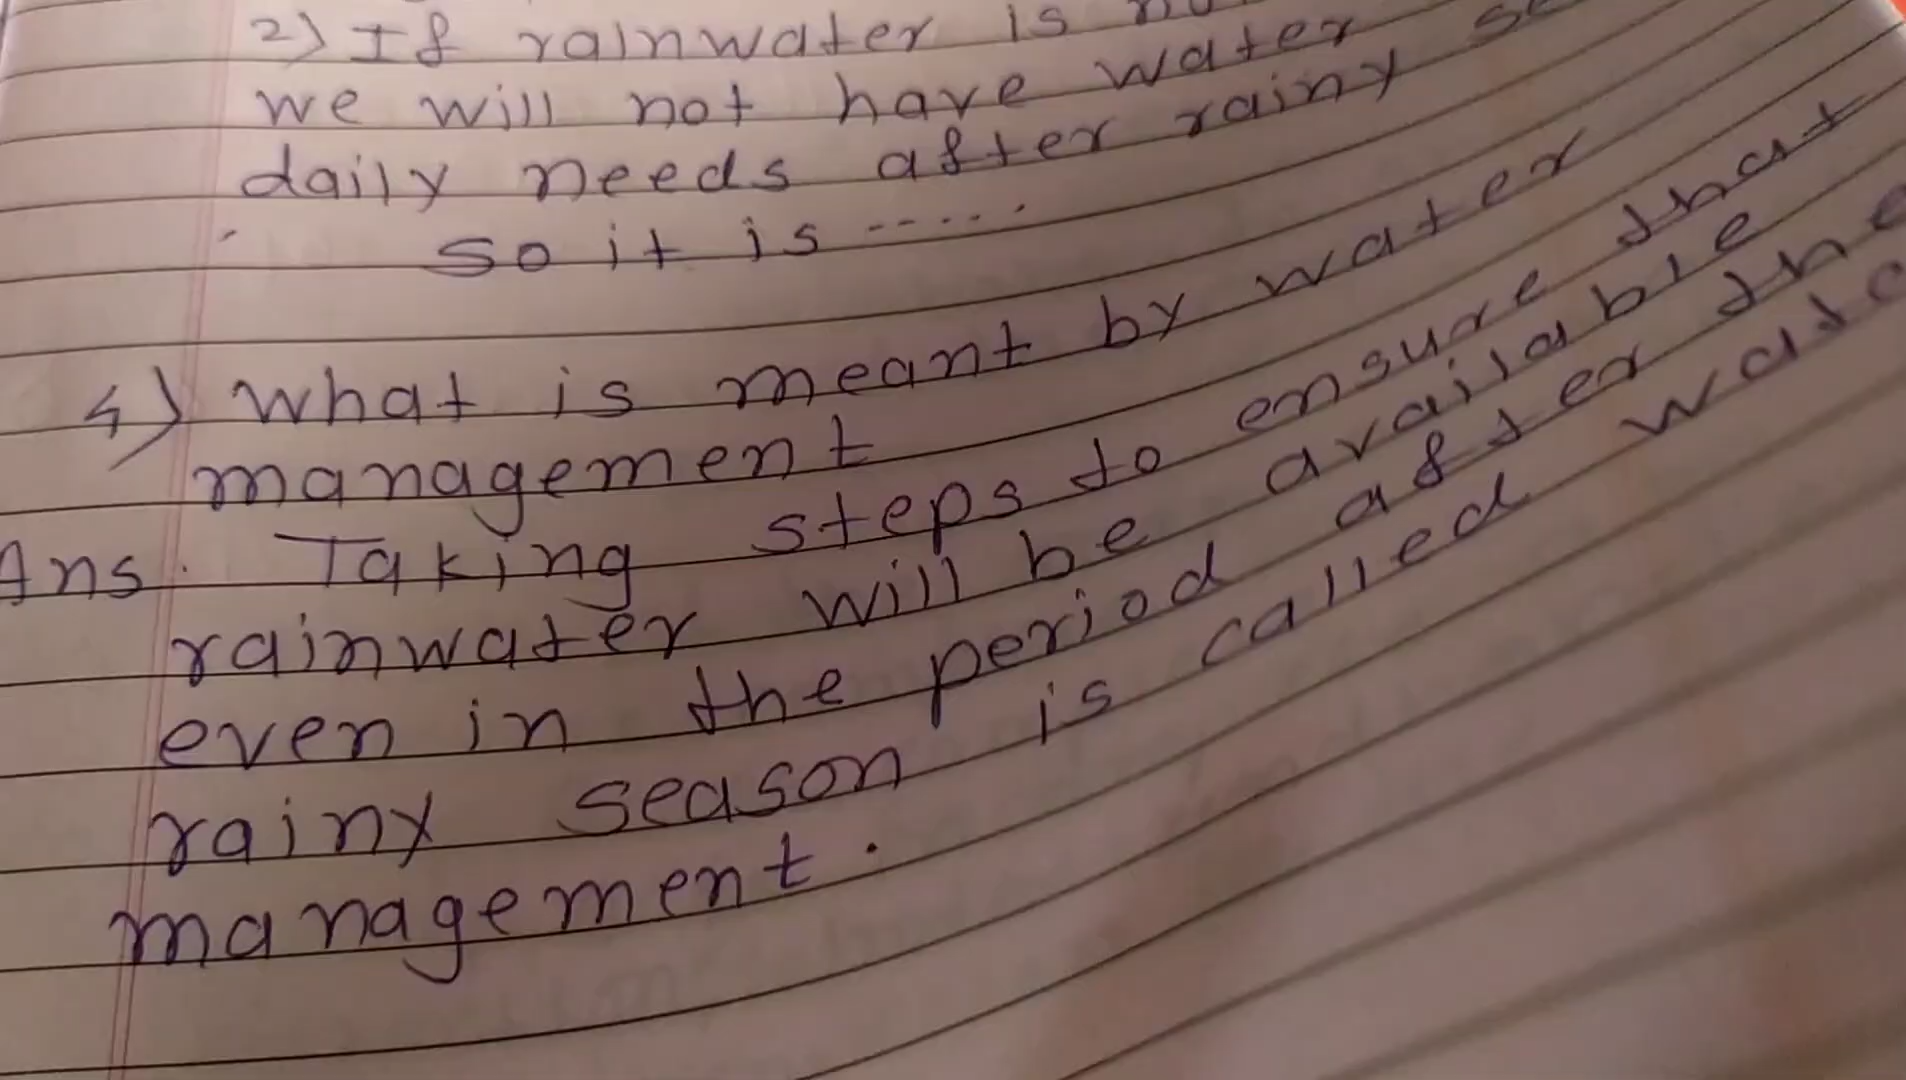 2) If rainwater is
we will not have water
daily needs after rainy
so it is -----
4) What is meant by water
management
Ans. Taking steps to ensure that
rainwater will be available
even in the period after the
rainy season is called
management.